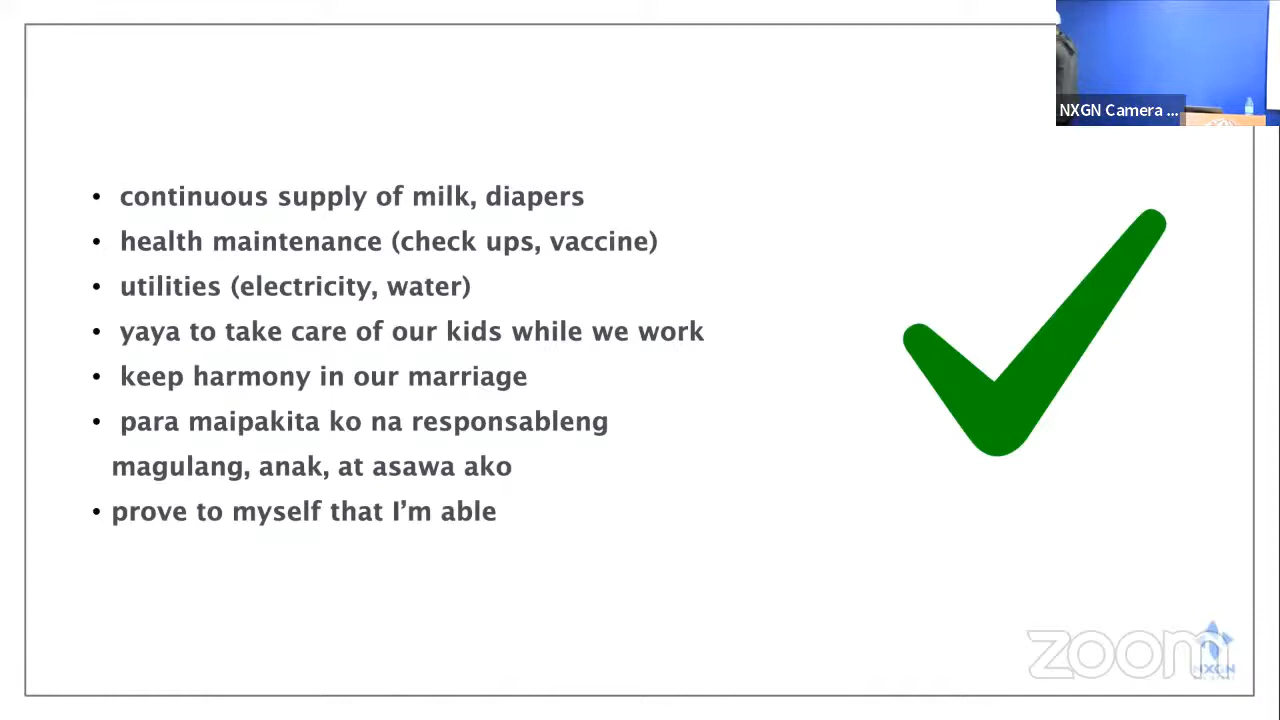 NXGN Camera ...
• continuous supply of milk, diapers
• health maintenance (check ups, vaccine)
• utilities (electricity, water)
• yaya to take care of our kids while we work
• keep harmony in our marriage
• para maipakita ko na responsableng
magulang, anak, at asawa ako
• prove to myself that I’m able
zoom
NXGN